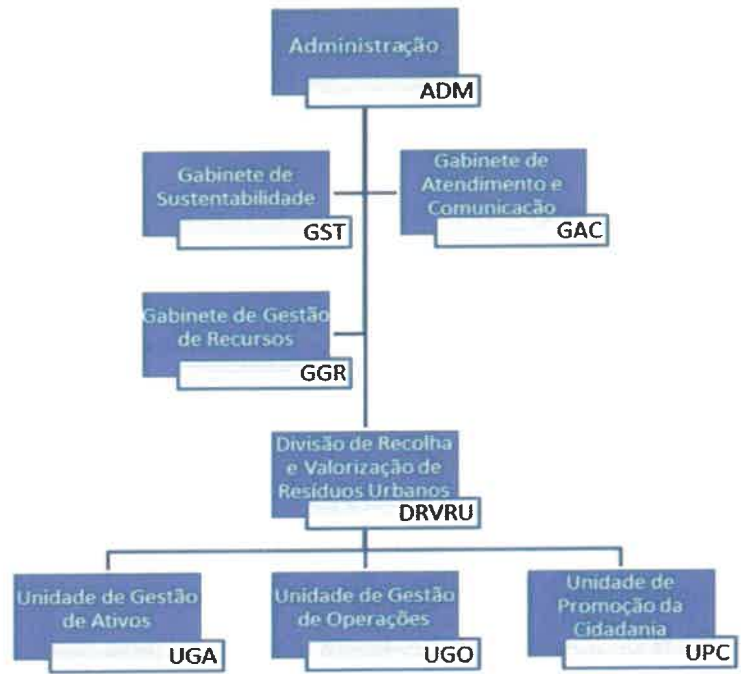 Administração
ADM
Gabinete de
Sustentabilidade
GST
Gabinete de
Atendimento e
Comunicação
GAC
Gabinete de Gestão
de Recursos
GGR
Divisão de Recolha
e Valorização de
Resíduos Urbanos
DRVRU
Unidade de Gestão
de Ativos
UGA
Unidade de Gestão
de Operações
UGO
Unidade de
Promoção da
Cidadania
UPC